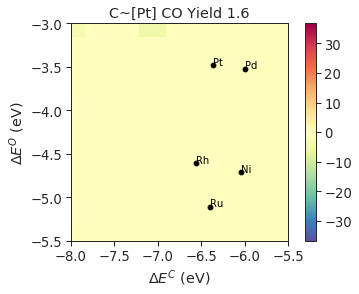 C~[Pt] CO Yield 1.6
−3.0
−3.5
−4.0
−4.5
−5.0
−5.5
ΔE^O (eV)
Pt
Pd
Rh
Ni
Ru
−8.0 −7.5 −7.0 −6.5 −6.0 −5.5
ΔE^C (eV)
30
20
10
0
−10
−20
−30